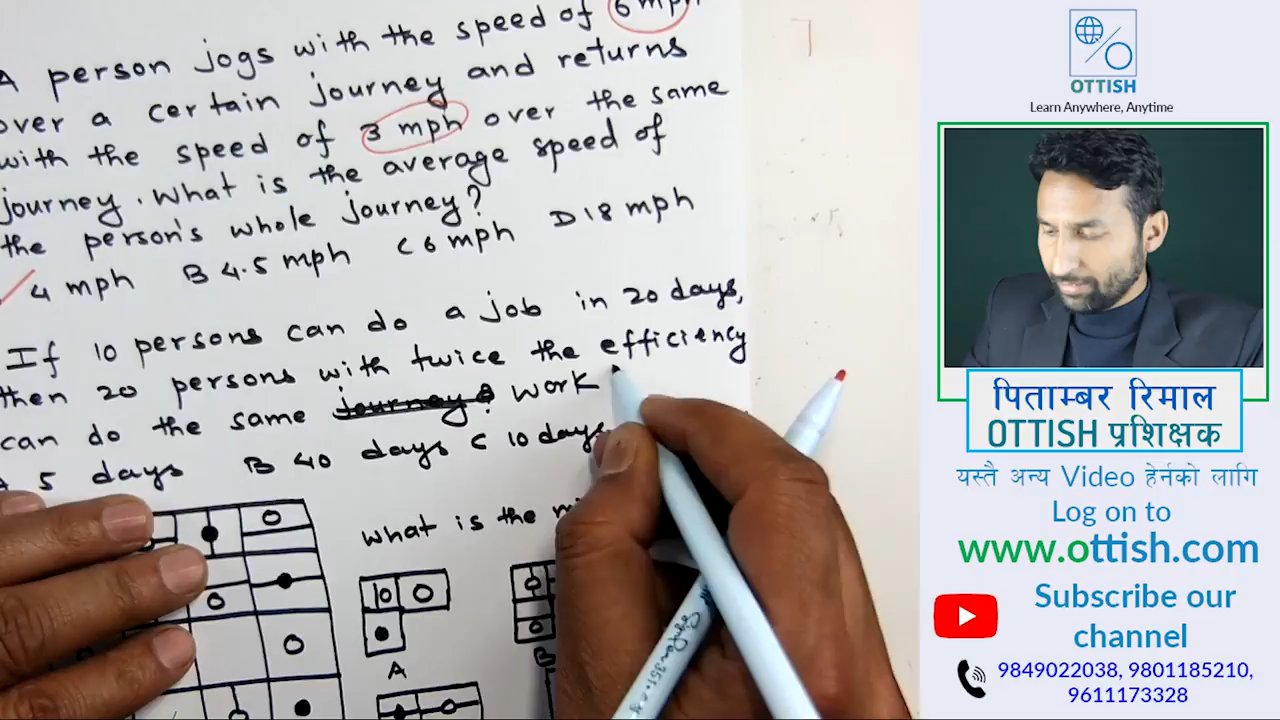 A person jogs with the speed of 6 mph
over a certain journey and returns
with the speed of 3 mph over the same
journey. What is the average speed of
the person's whole journey?
4 mph B 4.5 mph C 6 mph D 18 mph
If 10 persons can do a job in 20 days,
then 20 persons with twice the efficiency
can do the same journey? work
A 5 days B 40 days C 10 days
What is the
10
A
B
OTTISH
Learn Anywhere, Anytime
पिताम्बर रिमाल
OTTISH प्रशिक्षक
यस्तै अन्य Video हेर्नको लागि
Log on to
www.ottish.com
Subscribe our
channel
9849022038, 9801185210,
9611173328